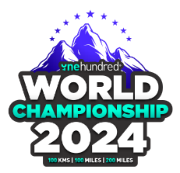 onehundred
WORLD
CHAMPIONSHIP
2024
100 KMS | 100 MILES | 200 MILES